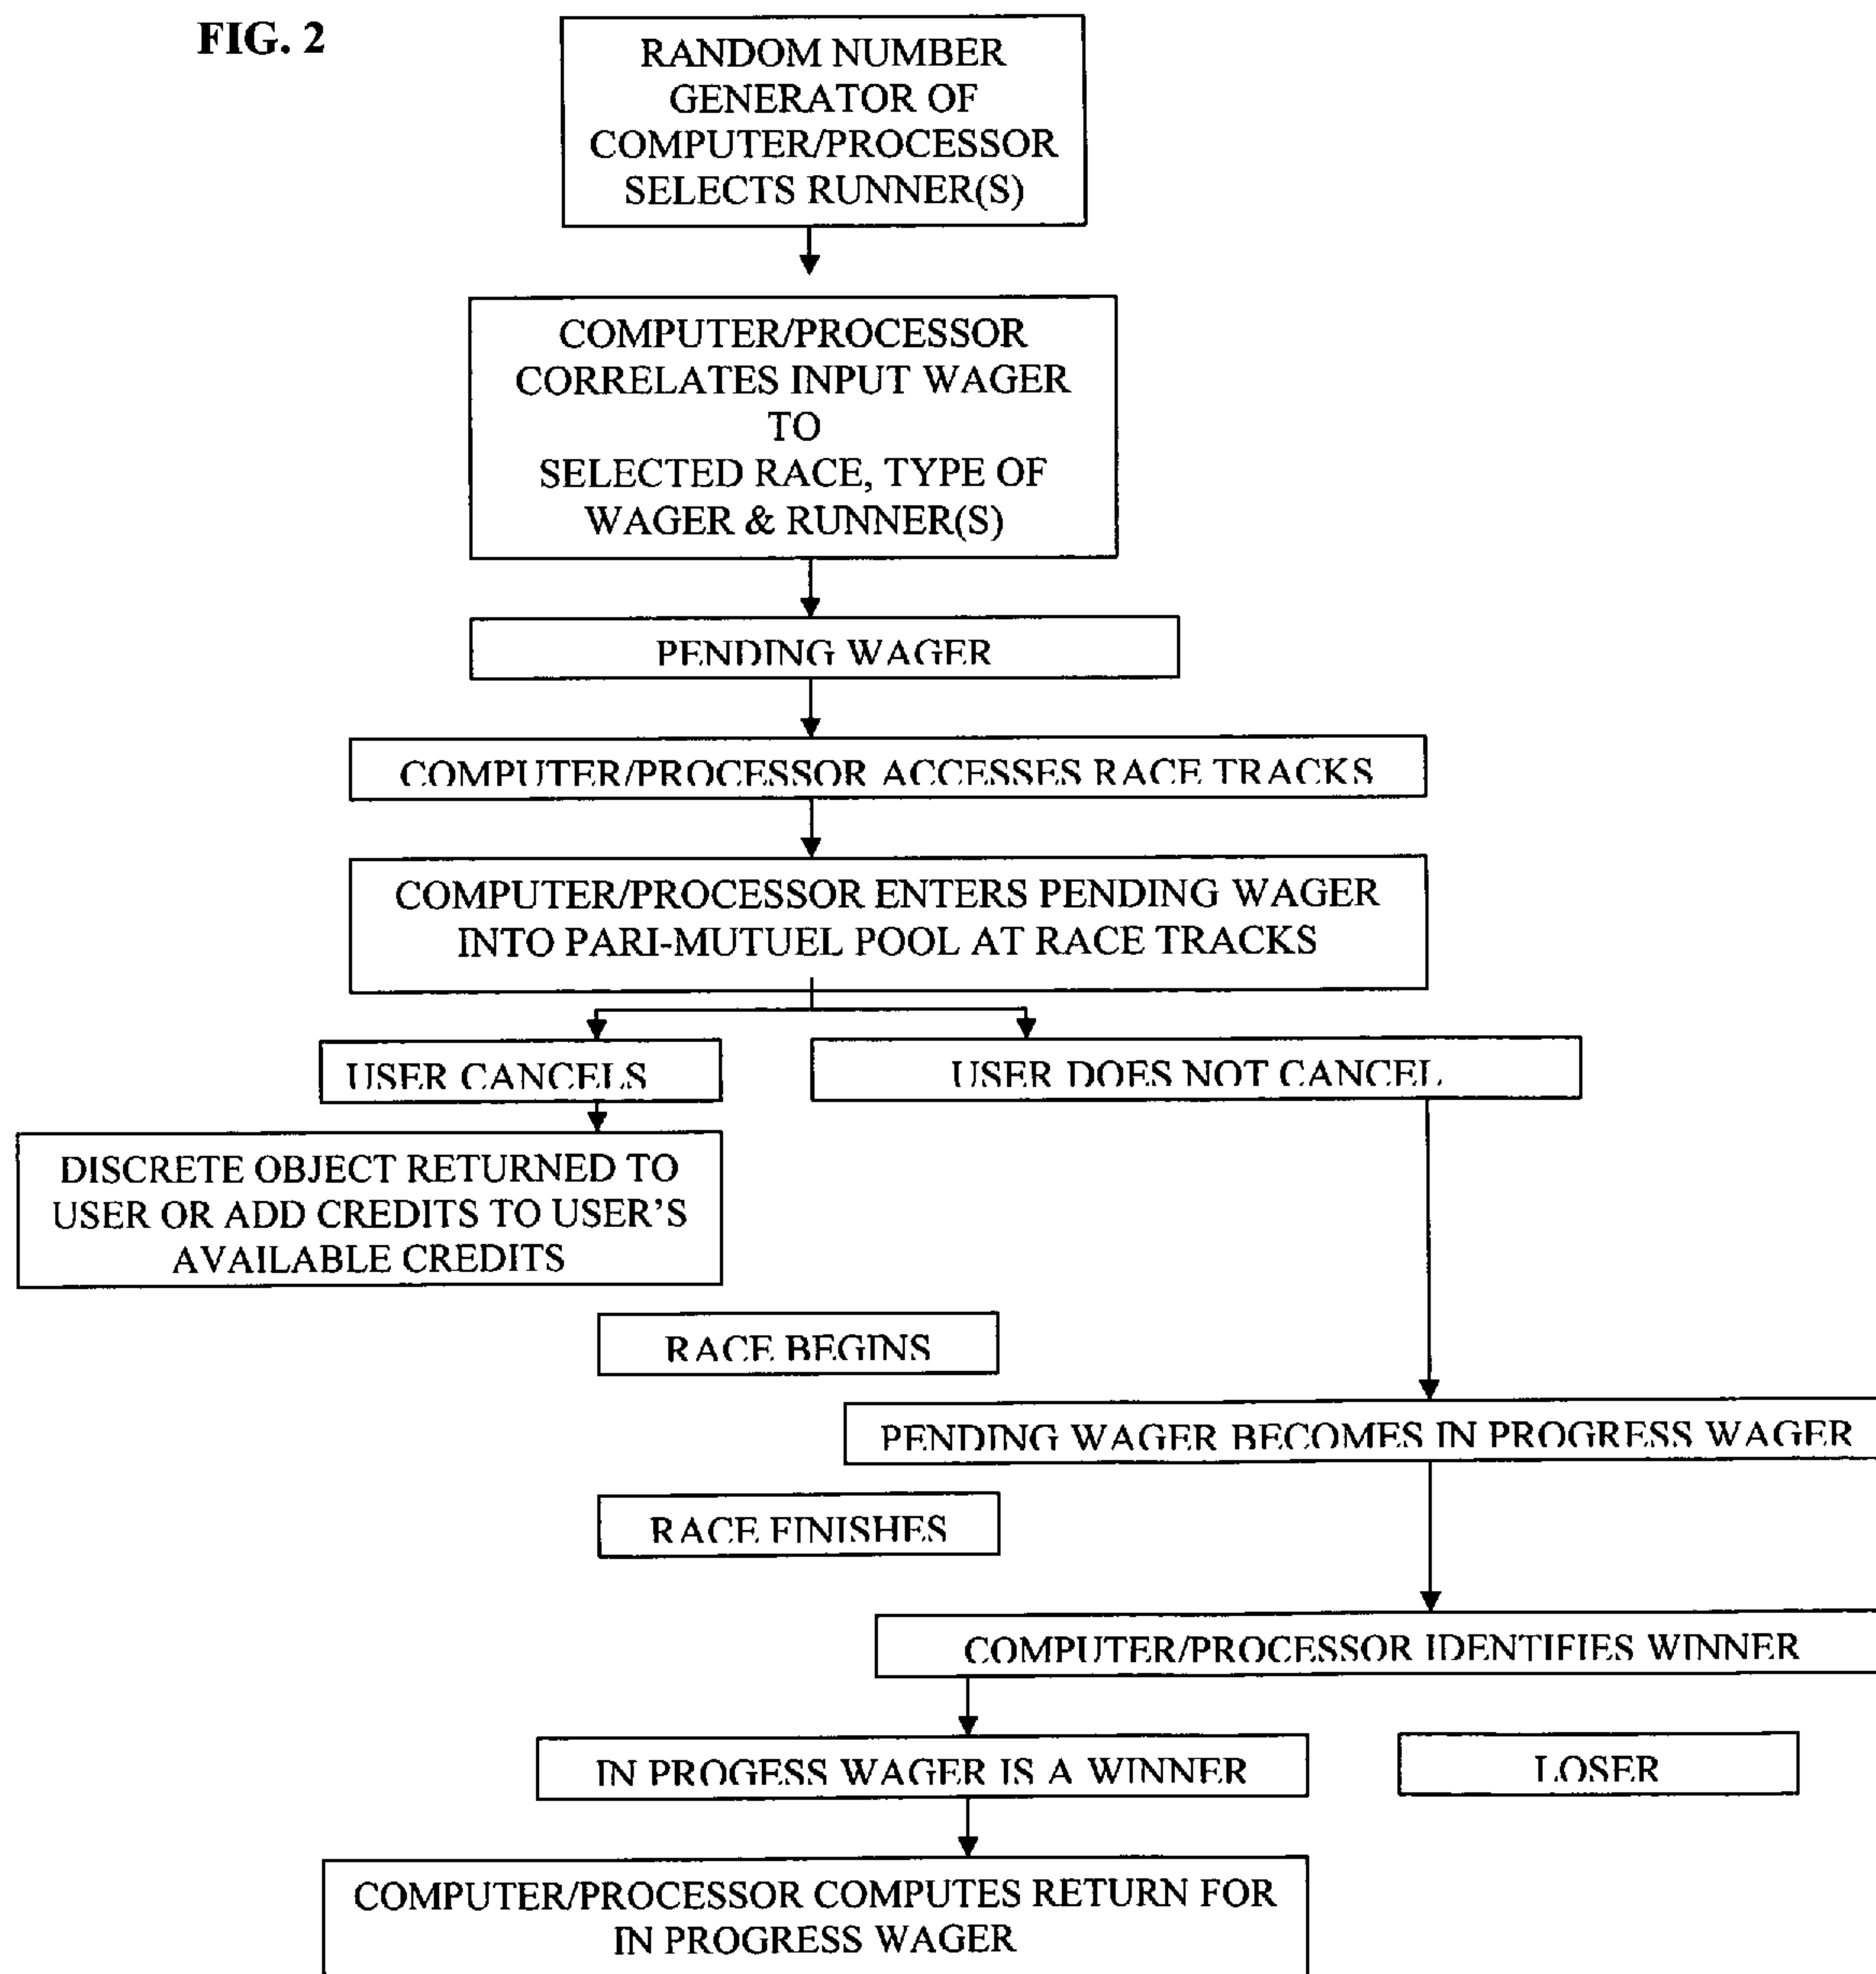 FIG. 2
RANDOM NUMBER
GENERATOR OF
COMPUTER/PROCESSOR
SELECTS RUNNER(S)
COMPUTER/PROCESSOR
CORRELATES INPUT WAGER
TO
SELECTED RACE, TYPE OF
WAGER & RUNNER(S)
PENDING WAGER
COMPUTER/PROCESSOR ACCESSES RACE TRACKS
COMPUTER/PROCESSOR ENTERS PENDING WAGER
INTO PARI-MUTUEL POOL AT RACE TRACKS
USER CANCELS
USER DOES NOT CANCEL
DISCRETE OBJECT RETURNED TO
USER OR ADD CREDITS TO USER’S
AVAILABLE CREDITS
RACE BEGINS
PENDING WAGER BECOMES IN PROGRESS WAGER
RACE FINISHES
COMPUTER/PROCESSOR IDENTIFIES WINNER
IN PROGESS WAGER IS A WINNER
LOSER
COMPUTER/PROCESSOR COMPUTES RETURN FOR
IN PROGRESS WAGER